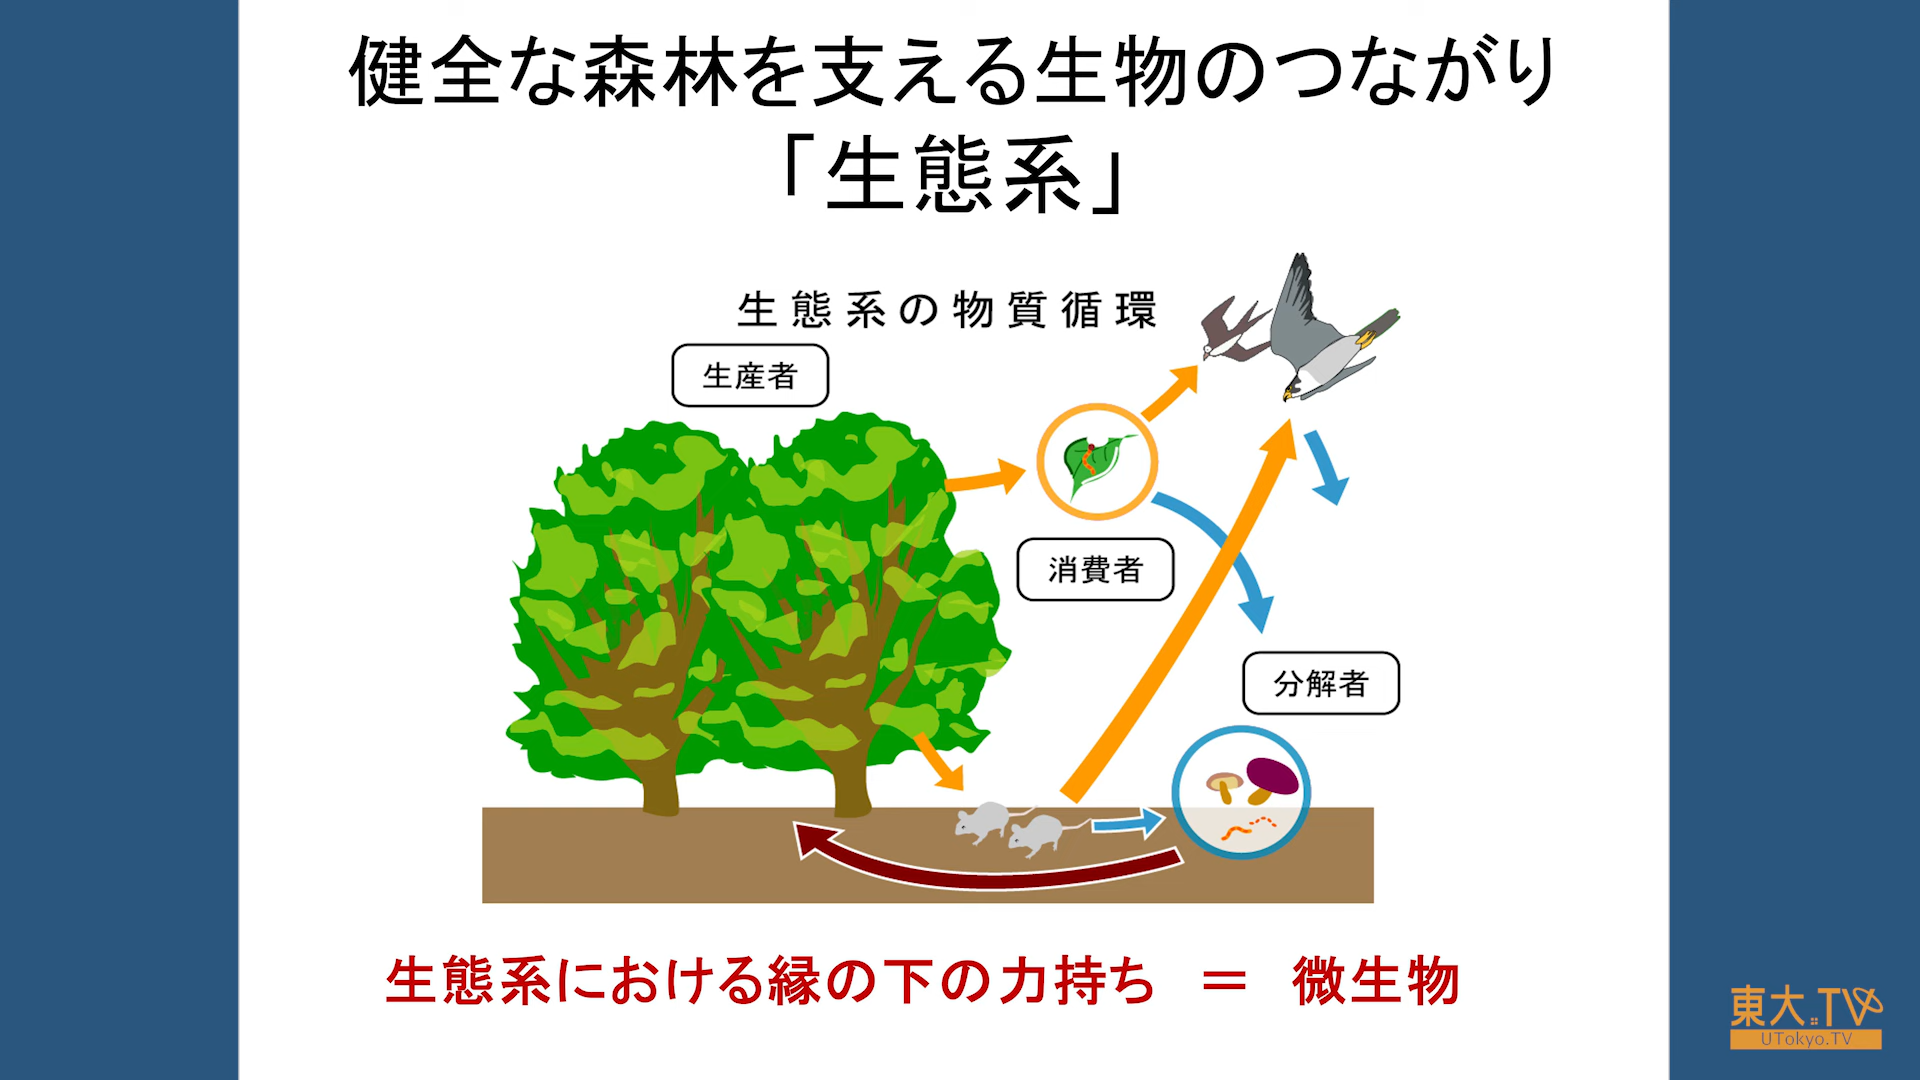 健全な森林を支える生物のつながり
「生態系」
生態系の物質循環
生産者
消費者
分解者
生態系における縁の下の力持ち ＝ 微生物
東大.TV
UTokyo.TV